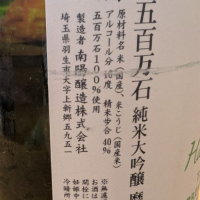 五百万石 純米大吟醸
原材料名 米(国産)、米こうじ(国産米)
アルコール分 16度 精米歩合 40%
五百万石100%使用
製造者 南陽醸造株式会社
埼玉県羽生市大字上新郷五九五一